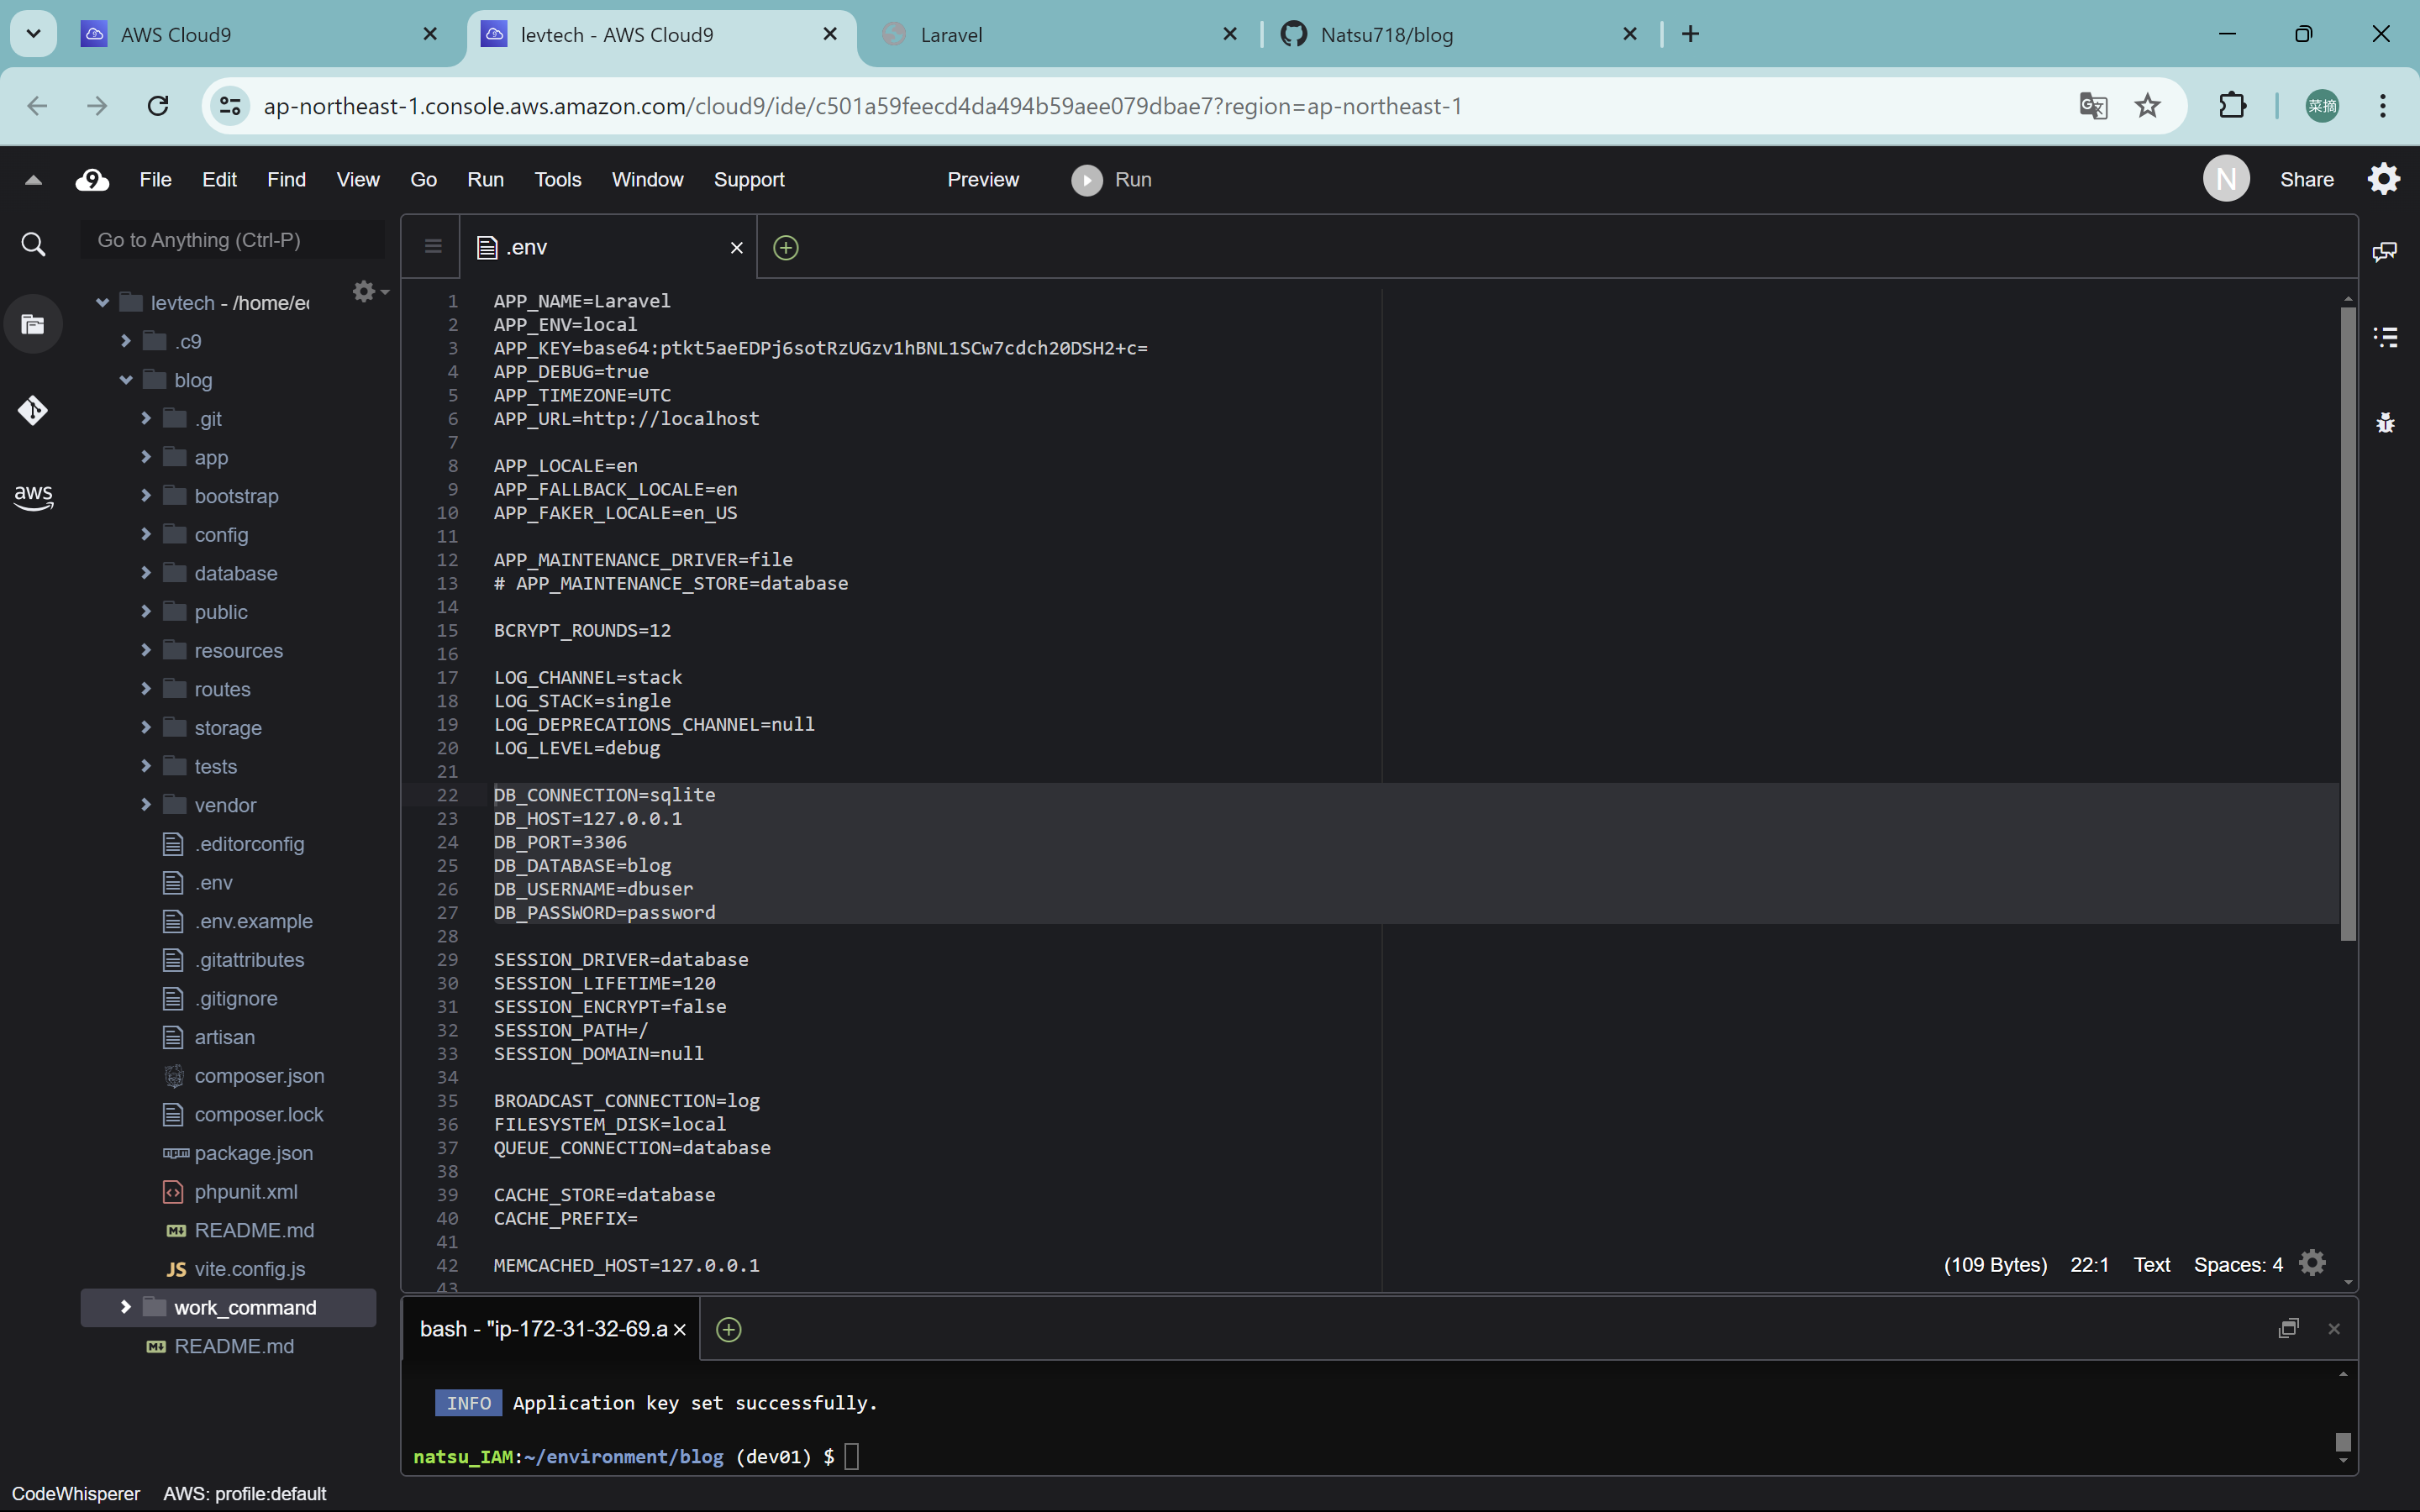 AWS Cloud9
levtech - AWS Cloud9
Laravel
Natsu718/blog
ap-northeast-1.console.aws.amazon.com/cloud9/ide/c501a59feecd4da494b59aee079dbae7?region=ap-northeast-1
菜摘
9 File Edit Find View Go Run Tools Window Support Preview Run N Share
Go to Anything (Ctrl-P)
levtech - /home/ec
.c9
blog
.git
app
bootstrap
config
database
public
resources
routes
storage
tests
vendor
.editorconfig
.env
.env.example
.gitattributes
.gitignore
artisan
composer.json
composer.lock
package.json
phpunit.xml
README.md
JS vite.config.js
work_command
README.md
aws
.env
1 APP_NAME=Laravel
2 APP_ENV=local
3 APP_KEY=base64:ptkt5aeEDPj6sotRzUGzv1hBNL1SCw7cdch20DSH2+c=
4 APP_DEBUG=true
5 APP_TIMEZONE=UTC
6 APP_URL=http://localhost
7
8 APP_LOCALE=en
9 APP_FALLBACK_LOCALE=en
10 APP_FAKER_LOCALE=en_US
11
12 APP_MAINTENANCE_DRIVER=file
13 # APP_MAINTENANCE_STORE=database
14
15 BCRYPT_ROUNDS=12
16
17 LOG_CHANNEL=stack
18 LOG_STACK=single
19 LOG_DEPRECATIONS_CHANNEL=null
20 LOG_LEVEL=debug
21
22 DB_CONNECTION=sqlite
23 DB_HOST=127.0.0.1
24 DB_PORT=3306
25 DB_DATABASE=blog
26 DB_USERNAME=dbuser
27 DB_PASSWORD=password
28
29 SESSION_DRIVER=database
30 SESSION_LIFETIME=120
31 SESSION_ENCRYPT=false
32 SESSION_PATH=/
33 SESSION_DOMAIN=null
34
35 BROADCAST_CONNECTION=log
36 FILESYSTEM_DISK=local
37 QUEUE_CONNECTION=database
38
39 CACHE_STORE=database
40 CACHE_PREFIX=
41
42 MEMCACHED_HOST=127.0.0.1
43
(109 Bytes) 22:1 Text Spaces: 4
bash - "ip-172-31-32-69.a
INFO Application key set successfully.
natsu_IAM:~/environment/blog (dev01) $
CodeWhisperer AWS: profile:default